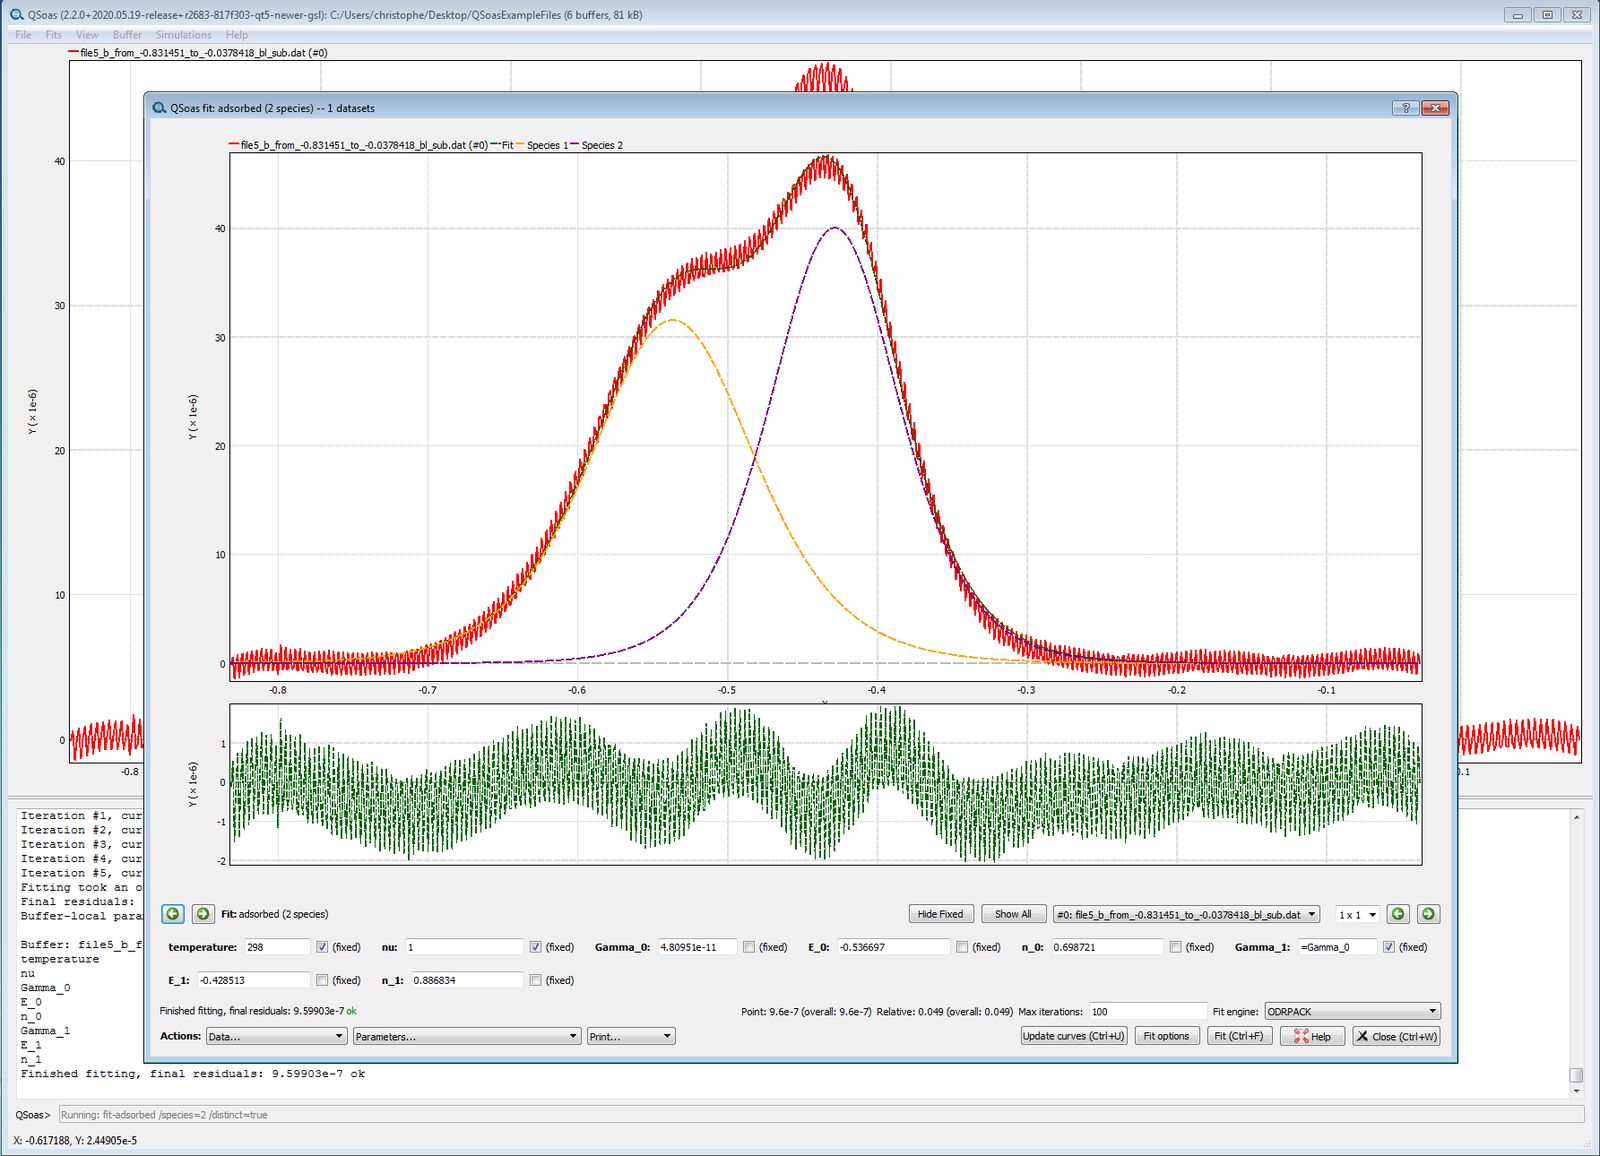 QSoas (2.2.0+2020.05.19-release+r2683-817f303-qt5-newer-gsl): C:/Users/christophe/Desktop/QSoasExampleFiles (6 buffers, 81 kB)
File Fits View Buffer Simulations Help
file5_b_from_-0.831451_to_-0.0378418_bl_sub.dat (#0)
40
30
20
10
0
Y (×1e-6)
-0.8
0.1
QSoas fit: adsorbed (2 species) -- 1 datasets
file5_b_from_-0.831451_to_-0.0378418_bl_sub.dat (#0) Fit Species 1 Species 2
40
30
20
10
0
Y (×1e-6)
-0.8 -0.7 -0.6 -0.5 -0.4 -0.3 -0.2 -0.1
1
0
-1
-2
Y (×1e-6)
Fit: adsorbed (2 species) Hide Fixed Show All #0: file5_b_from_-0.831451_to_-0.0378418_bl_sub.dat 1 x 1
temperature: 298 (fixed) nu: 1 (fixed) Gamma_0: 4.80951e-11 (fixed) E_0: -0.536697 (fixed) n_0: 0.698721 (fixed) Gamma_1: =Gamma_0 (fixed)
E_1: -0.428513 (fixed) n_1: 0.886834 (fixed)
Finished fitting, final residuals: 9.59903e-7 ok Point: 9.6e-7 (overall: 9.6e-7) Relative: 0.049 (overall: 0.049) Max iterations: 100 Fit engine: ODRPACK
Actions: Data... Parameters... Print... Update curves (Ctrl+U) Fit options Fit (Ctrl+F) Help Close (Ctrl+W)
Iteration #1, cur
Iteration #2, cur
Iteration #3, cur
Iteration #4, cur
Iteration #5, cur
Fitting took an o
Final residuals:
Buffer-local para
Buffer: file5_b_f
temperature
nu
Gamma_0
E_0
n_0
Gamma_1
E_1
n_1
Finished fitting, final residuals: 9.59903e-7 ok
QSoas> Running: fit-adsorbed /species=2 /distinct=true
X: -0.617188, Y: 2.44905e-5